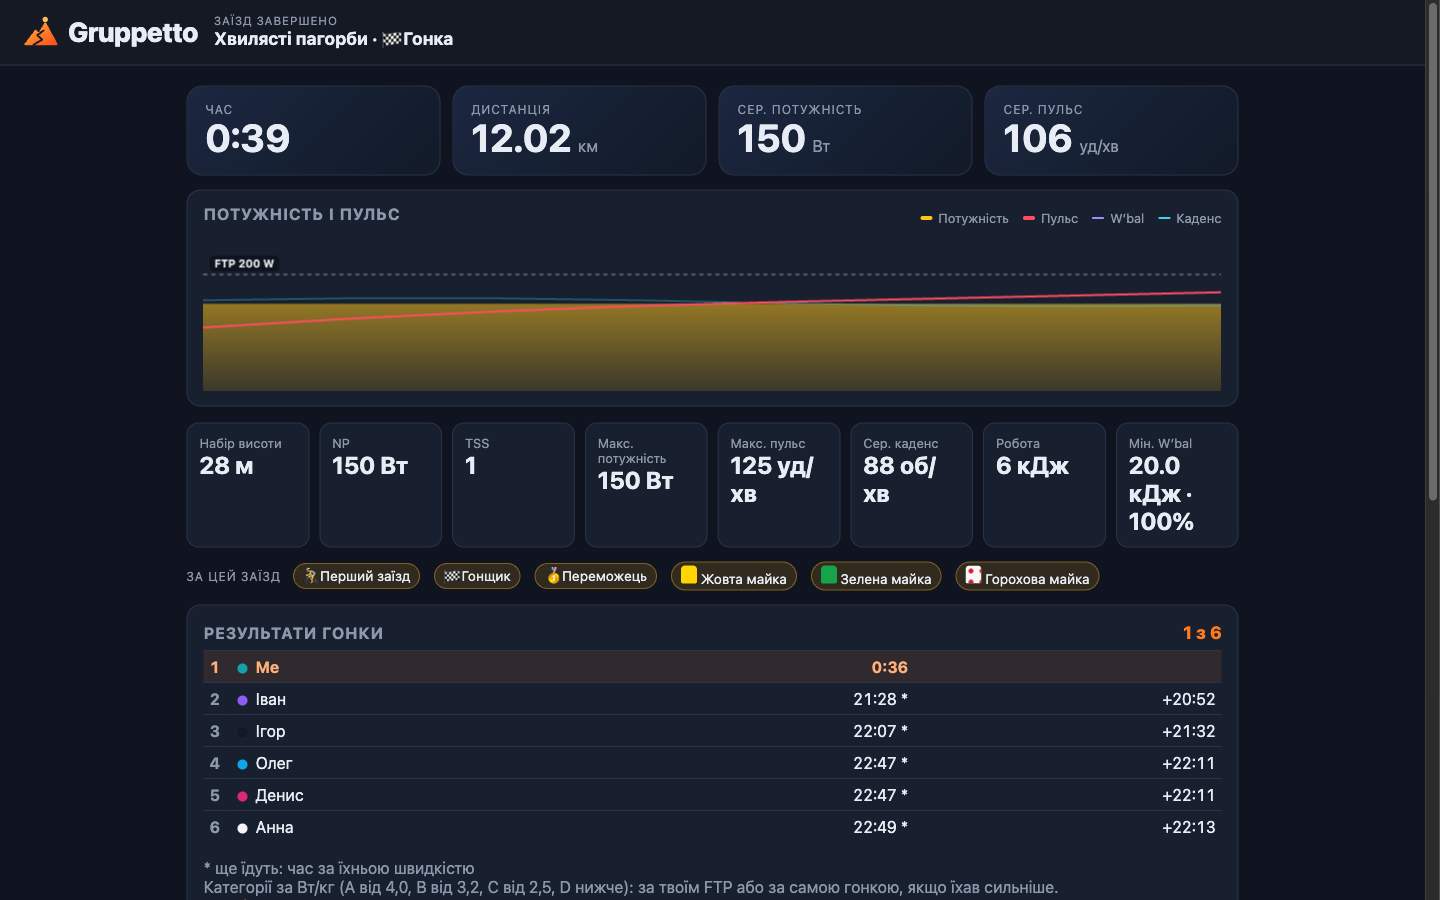 Gruppetto
ЗАЇЗД ЗАВЕРШЕНО
Хвилясті пагорби · 🏁Гонка
ЧАС
0:39
ДИСТАНЦІЯ
12.02 км
СЕР. ПОТУЖНІСТЬ
150 Вт
СЕР. ПУЛЬС
106 уд/хв
ПОТУЖНІСТЬ І ПУЛЬС
Потужність Пульс W’bal Каденс
FTP 200 W
Набір висоти
28 м
NP
150 Вт
TSS
1
Макс.
потужність
150 Вт
Макс. пульс
125 уд/
хв
Сер. каденс
88 об/
хв
Робота
6 кДж
Мін. W’bal
20.0
кДж ·
100%
ЗА ЦЕЙ ЗАЇЗД Перший заїзд Гонщик Переможець Жовта майка Зелена майка Горохова майка
РЕЗУЛЬТАТИ ГОНКИ 1 з 6
1 Me 0:36
2 Іван 21:28 * +20:52
3 Ігор 22:07 * +21:32
4 Олег 22:47 * +22:11
5 Денис 22:47 * +22:11
6 Анна 22:49 * +22:13
* ще їдуть: час за їхньою швидкістю
Категорії за Вт/кг (A від 4,0, B від 3,2, C від 2,5, D нижче): за твоїм FTP або за самою гонкою, якщо їхав сильніше.